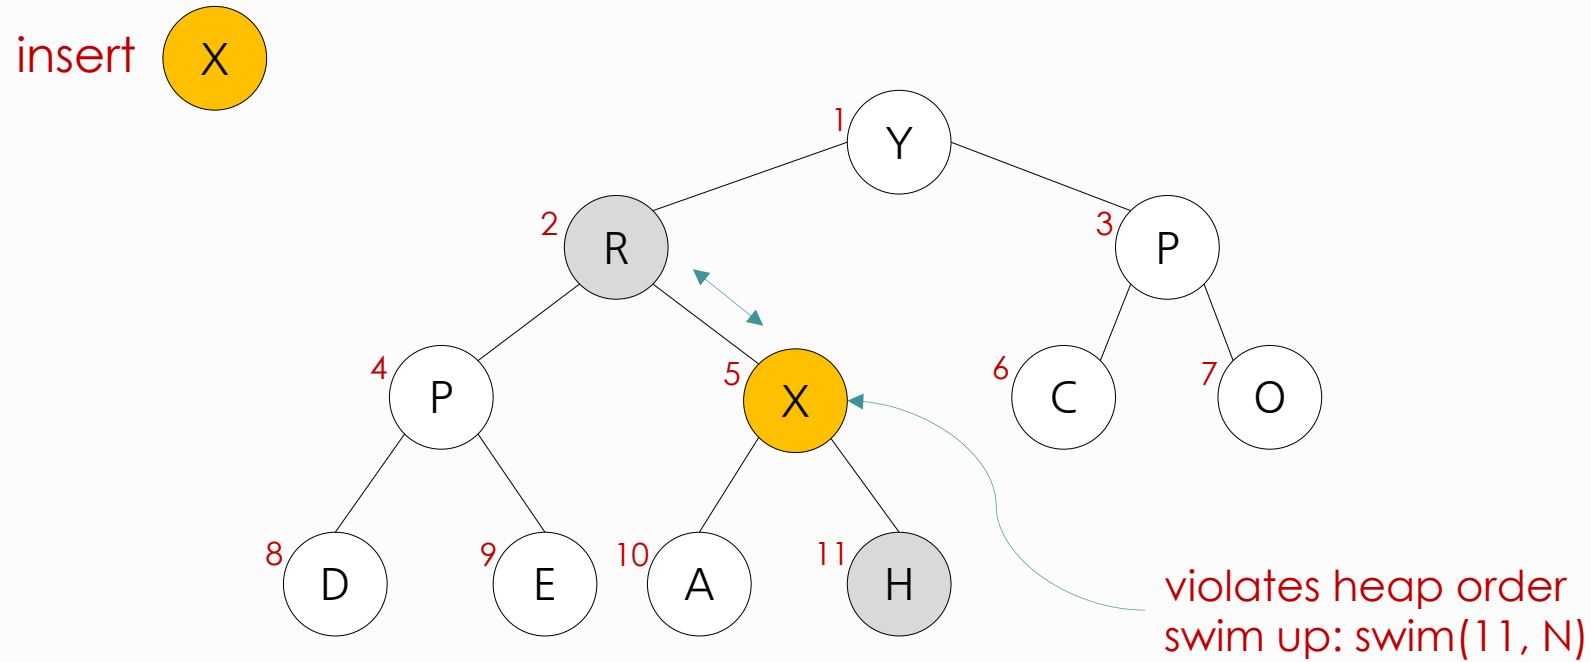 insert X
1 Y
2 R
3 P
4 P
5 X
6 C
7 O
8 D
9 E
10 A
11 H
violates heap order
swim up: swim(11, N)